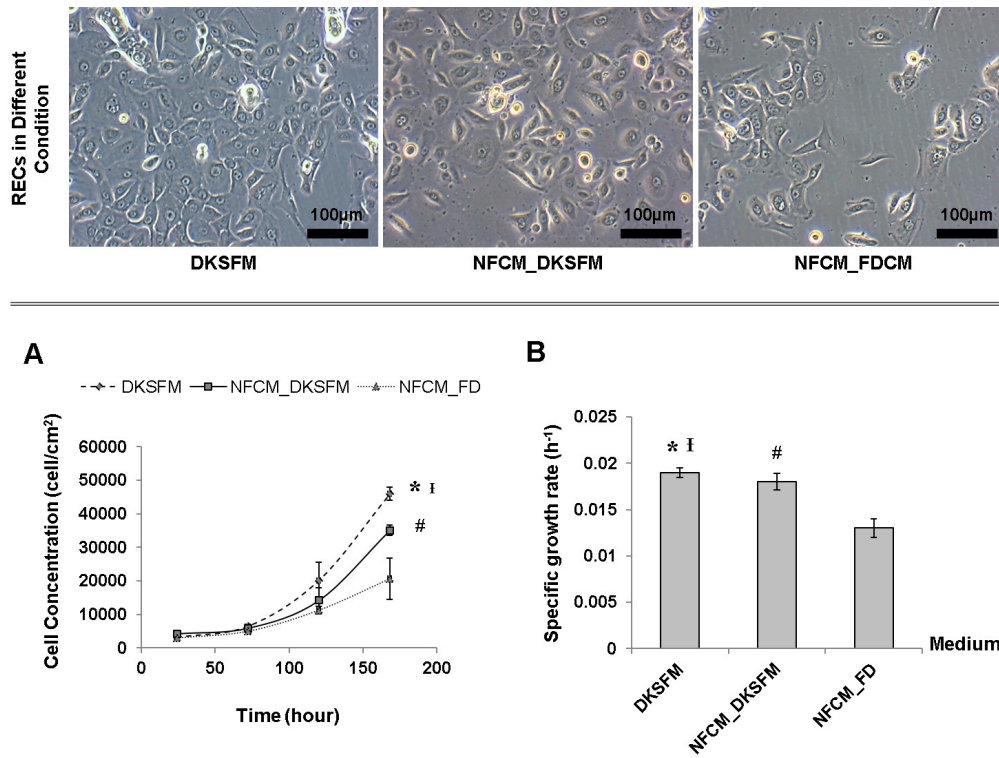 RECs in Different
Condition
100µm
100µm
100µm
DKSFM
NFCM_DKSFM
NFCM_FDCM
A
DKSFM
NFCM_DKSFM
NFCM_FD
Cell Concentration (cell/cm²)
60000
50000
40000
30000
20000
10000
0
* ƚ
#
0
50
100
150
200
Time (hour)
B
Specific growth rate (h⁻¹)
0.025
0.02
0.015
0.01
0.005
0
* ƚ
#
DKSFM
NFCM_DKSFM
NFCM_FD
Medium